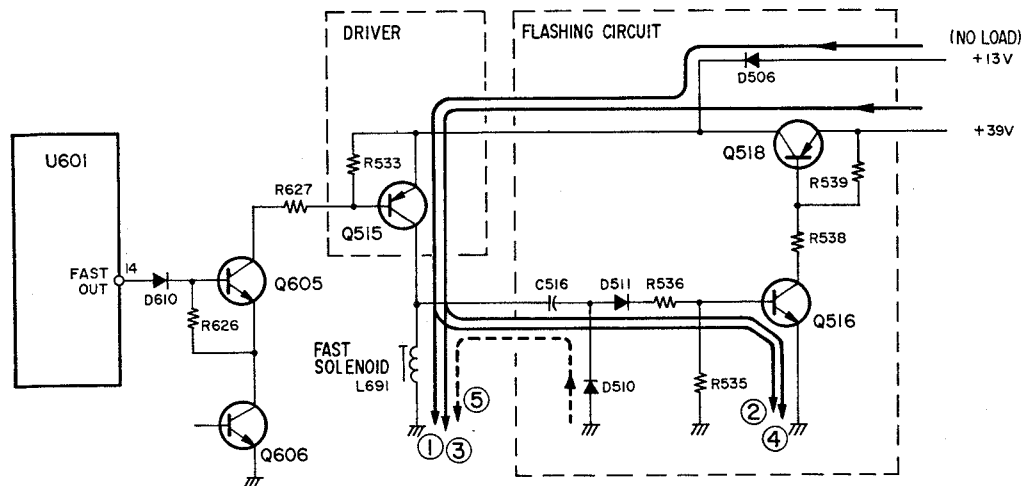 DRIVER
FLASHING CIRCUIT
(NO LOAD)
+13V
D506
+39V
U601
R533
Q518
R539
R627
Q515
R538
FAST
OUT
14
D610
Q605
C516
D511
R536
Q516
R626
FAST
SOLENOID
L691
D510
R535
⑤
②
④
①
③
Q606